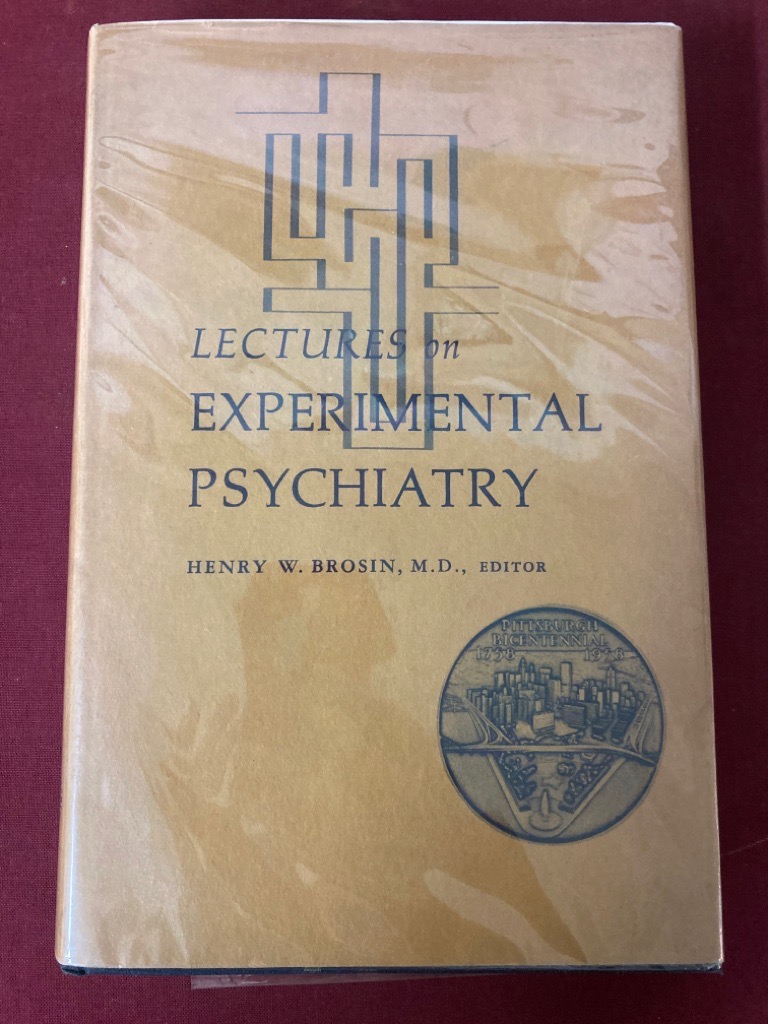 LECTURES on
EXPERIMENTAL
PSYCHIATRY
HENRY W. BROSIN, M.D., EDITOR
PITTSBURGH
BICENTENNIAL
1758 1958